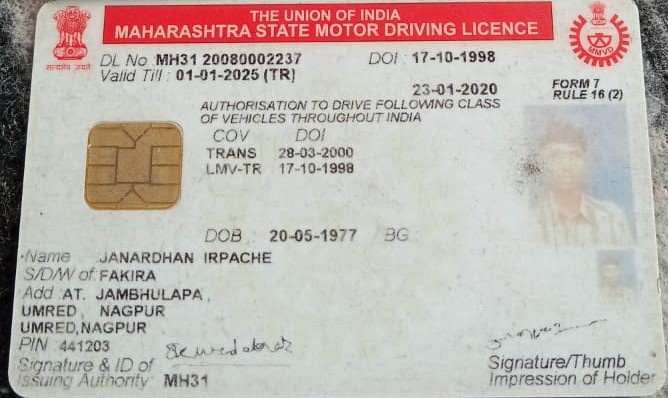 THE UNION OF INDIA
MAHARASHTRA STATE MOTOR DRIVING LICENCE
सत्यमेव जयते
MMVD
DL No MH31 20080002237 DOI : 17-10-1998
Valid Till : 01-01-2025 (TR)
23-01-2020
FORM 7
RULE 16 (2)
AUTHORISATION TO DRIVE FOLLOWING CLASS
OF VEHICLES THROUGHOUT INDIA
COV DOI
TRANS 28-03-2000
LMV-TR 17-10-1998
DOB : 20-05-1977 BG :
Name JANARDHAN IRPACHE
S/D/W of FAKIRA
Add AT. JAMBHULAPA,
UMRED, NAGPUR
UMRED,NAGPUR
PIN 441203
Signature & ID of
Issuing Authority: MH31
Signature/Thumb
Impression of Holder